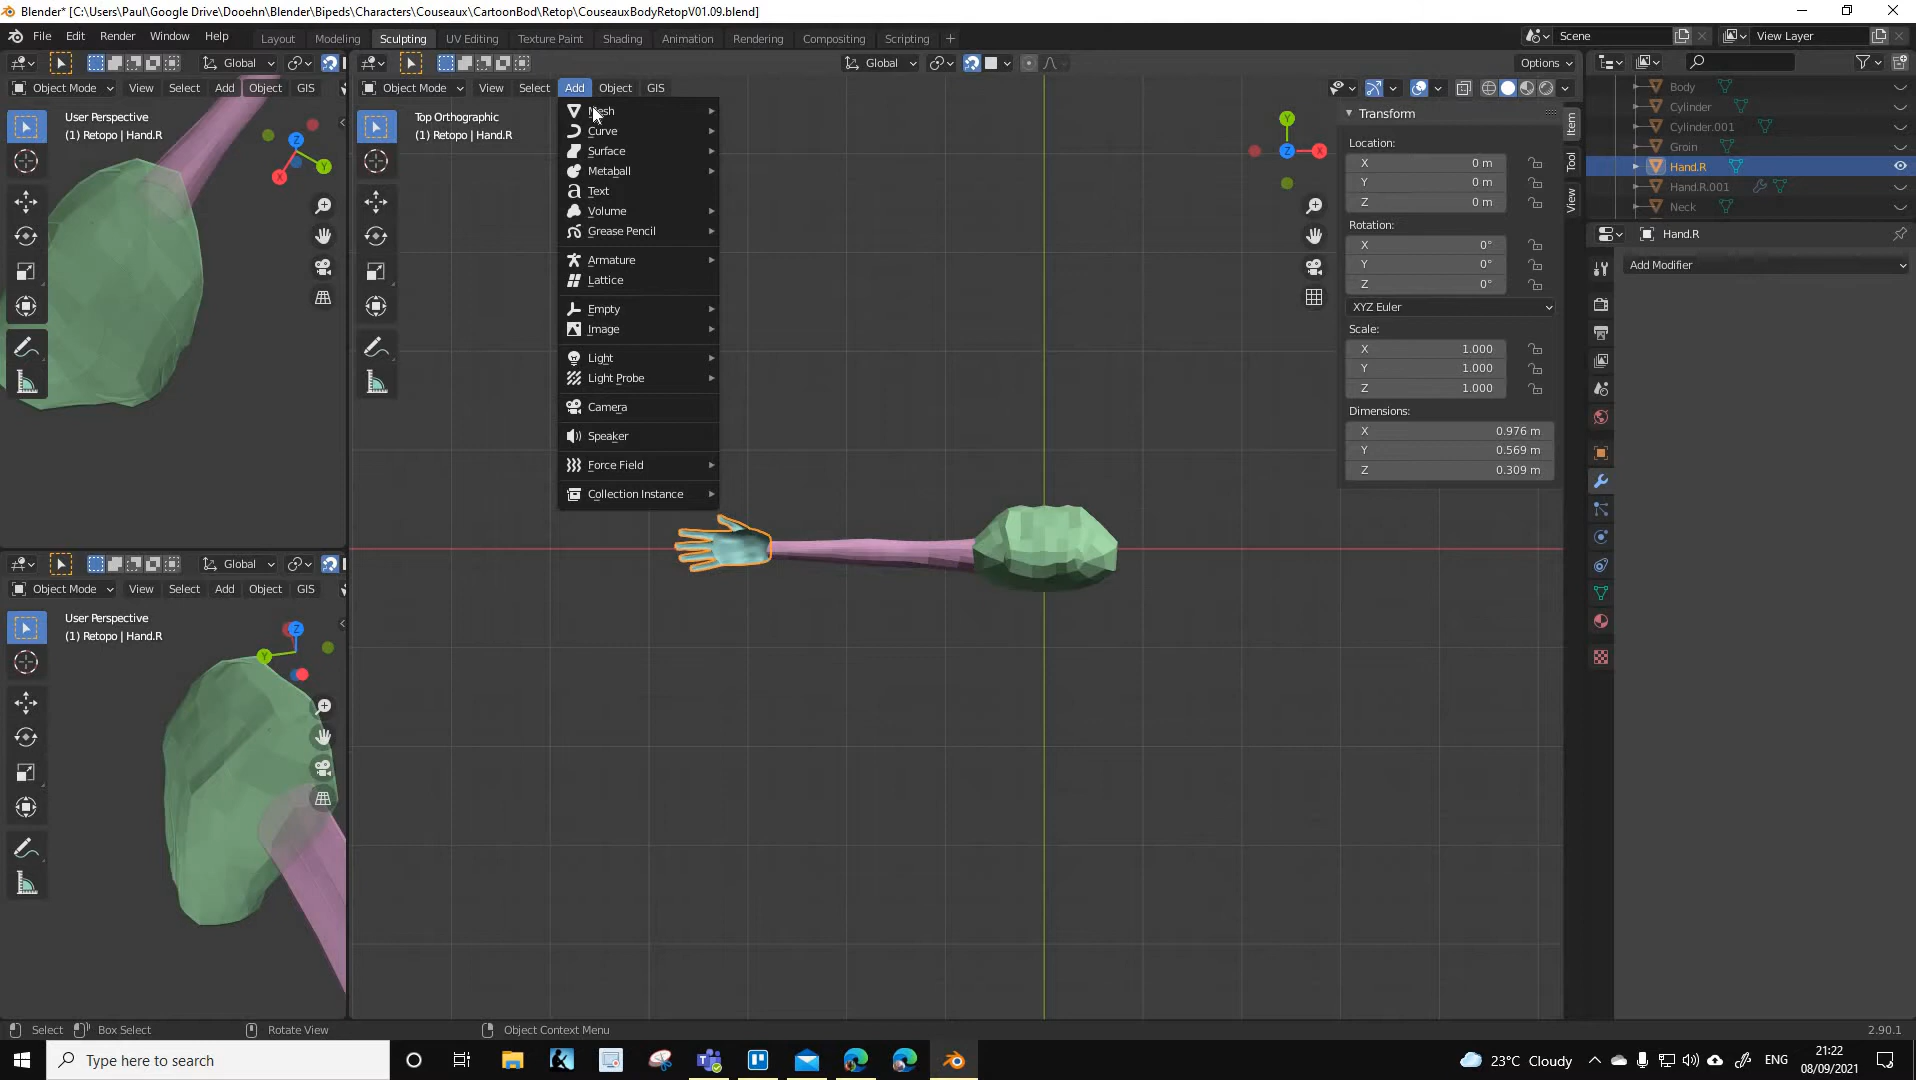 Blender* [C:\Users\Paul\Google Drive\Dooehn\Blender\Bipeds\Characters\Couseaux\CartoonBod\Retop\CouseauxBodyRetopV01.09.blend]
File Edit Render Window Help Layout Modeling Sculpting UV Editing Texture Paint Shading Animation Rendering Compositing Scripting + Scene View Layer
Global Global Options
Object Mode View Select Add Object GIS Object Mode View Select Add Object GIS
User Perspective
(1) Retopo | Hand.R
Top Orthographic
(1) Retopo | Hand.R
Mesh
Curve
Surface
Metaball
Text
Volume
Grease Pencil
Armature
Lattice
Empty
Image
Light
Light Probe
Camera
Speaker
Force Field
Collection Instance
Y
Z
X
Y
Z
X
Transform
Location:
X 0 m
Y 0 m
Z 0 m
Rotation:
X 0°
Y 0°
Z 0°
XYZ Euler
Scale:
X 1.000
Y 1.000
Z 1.000
Dimensions:
X 0.976 m
Y 0.569 m
Z 0.309 m
Item
Tool
View
Body
Cylinder
Cylinder.001
Groin
Hand.R
Hand.R.001
Neck
Hand.R
Add Modifier
Global
Object Mode View Select Add Object GIS
User Perspective
(1) Retopo | Hand.R
Z
Y
Select Box Select Rotate View Object Context Menu 2.90.1
Type here to search
23°C Cloudy ENG
21:22
08/09/2021